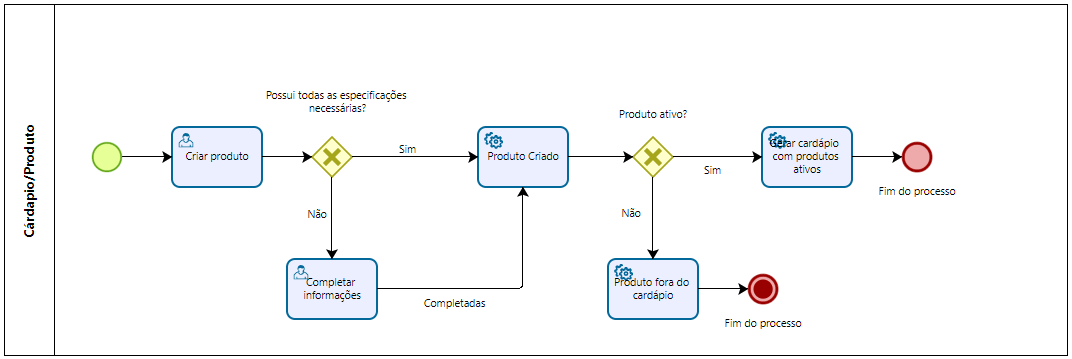 Cárdapio/Produto
Possui todas as especificações
necessárias?
Criar produto
Sim
Não
Completar
informações
Completadas
Produto Criado
Produto ativo?
Sim
Não
Gerar cardápio
com produtos
ativos
Fim do processo
Produto fora do
cardápio
Fim do processo